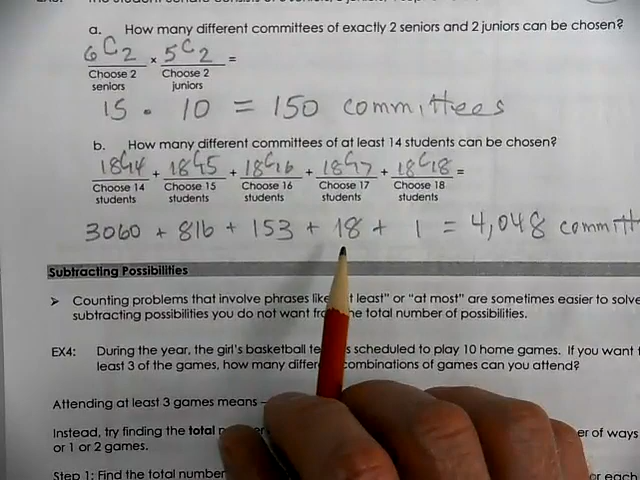 a. How many different committees of exactly 2 seniors and 2 juniors can be chosen?
6C2 × 5C2 =
Choose 2 seniors Choose 2 juniors
15 · 10 = 150 committees
b. How many different committees of at least 14 students can be chosen?
18C14 + 18C15 + 18C16 + 18C17 + 18C18 =
Choose 14 students Choose 15 students Choose 16 students Choose 17 students Choose 18 students
3060 + 816 + 153 + 18 + 1 = 4,048 committ
Subtracting Possibilities
➢ Counting problems that involve phrases like t least" or "at most" are sometimes easier to solve
subtracting possibilities you do not want the total number of possibilities.
EX4: During the year, the girl's basketball scheduled to play 10 home games. If you want
least 3 of the games, how many combinations of games can you attend?
Attending at least 3 games means
Instead, try finding the total er of ways
or 1 or 2 games.
Step 1: Find the total number or each